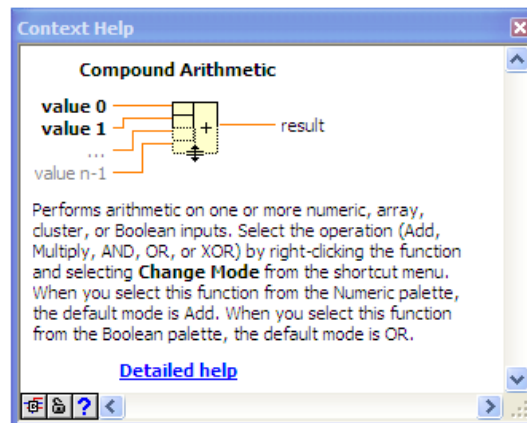 Context Help
Compound Arithmetic
value 0
value 1
...
value n-1
+
result
Performs arithmetic on one or more numeric, array,
cluster, or Boolean inputs. Select the operation (Add,
Multiply, AND, OR, or XOR) by right-clicking the function
and selecting Change Mode from the shortcut menu.
When you select this function from the Numeric palette,
the default mode is Add. When you select this function
from the Boolean palette, the default mode is OR.
Detailed help
?